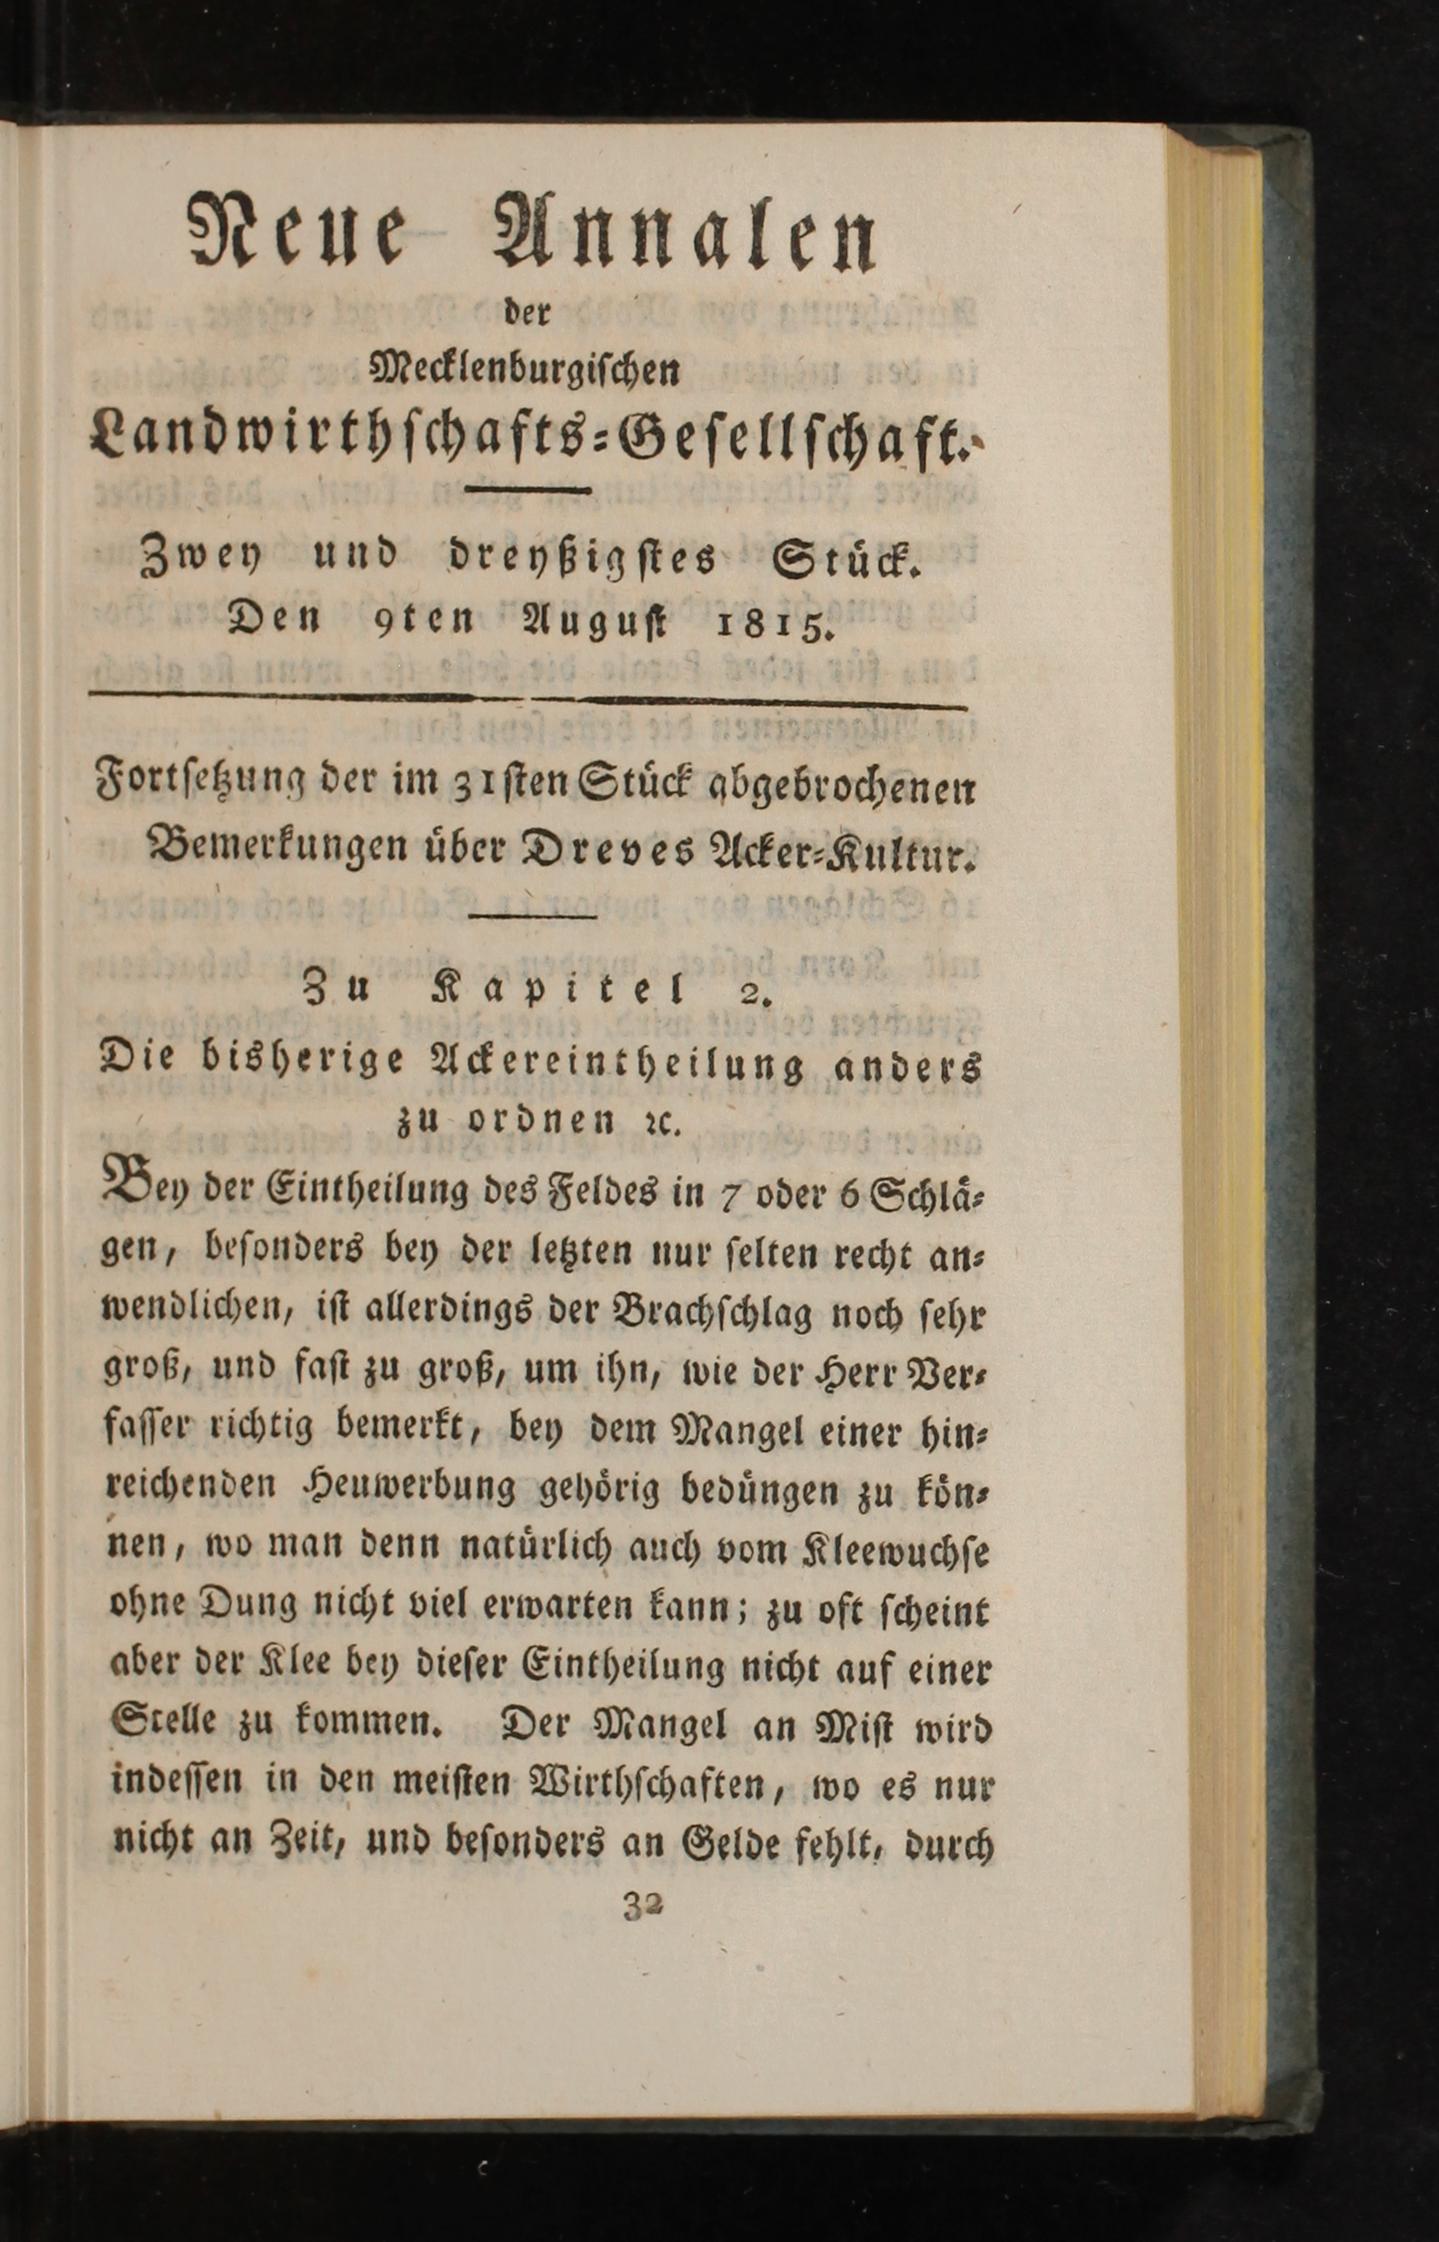 Neue Annalen
der
Mecklenburgiſchen
Landwirthſchafts⸗Geſellſchaft.
Zwey und dreyßigſtes Stück.
Den 9ten Auguſt 1815.
Fortſetzung der im 31ſten Stück abgebrochenen
Bemerkungen über Dreves Acker⸗Kultur.
Zu Kapitel 2.
Die bisherige Ackereintheilung anders
zu ordnen ꝛc.
Bey der Eintheilung des Feldes in 7 oder 6 Schlä⸗
gen, beſonders bey der letzten nur ſelten recht an⸗
wendlichen, iſt allerdings der Brachſchlag noch ſehr
groß, und faſt zu groß, um ihn, wie der Herr Ver⸗
faſſer richtig bemerkt, bey dem Mangel einer hin⸗
reichenden Heuwerbung gehörig bedüngen zu kön⸗
nen, wo man denn natürlich auch vom Kleewuchſe
ohne Dung nicht viel erwarten kann; zu oft ſcheint
aber der Klee bey dieſer Eintheilung nicht auf einer
Stelle zu kommen. Der Mangel an Miſt wird
indeſſen in den meiſten Wirthſchaften, wo es nur
nicht an Zeit, und beſonders an Gelde fehlt, durch
32